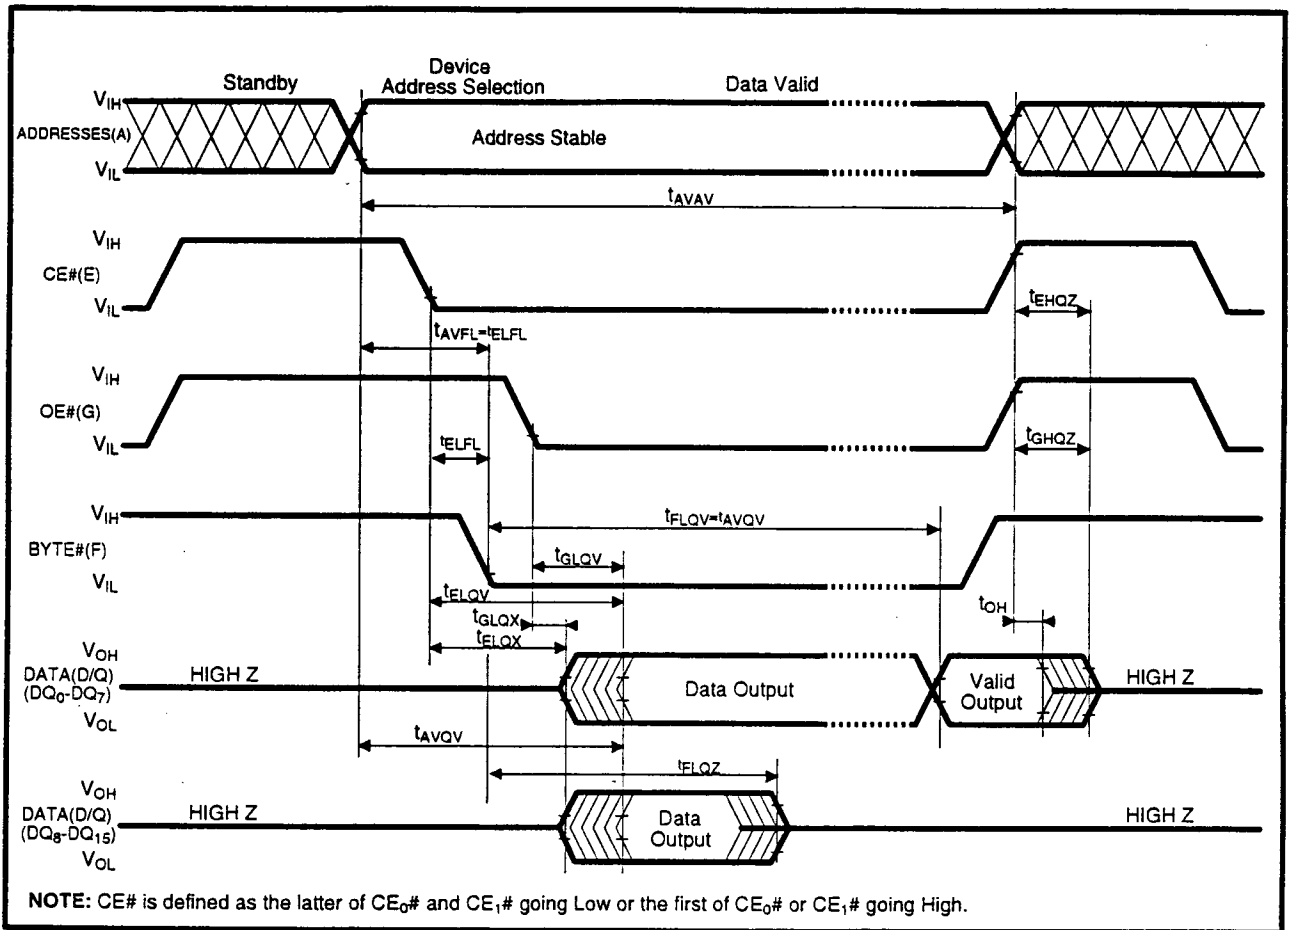 Standby
Device
Address Selection
Data Valid
VIH
ADDRESSES(A)
Address Stable
VIL
tAVAV
VIH
CE#(E)
VIL
tEHQZ
tAVFL=tELFL
VIH
OE#(G)
VIL
tELFL
tGHQZ
VIH
BYTE#(F)
VIL
tFLQV=tAVQV
tGLQV
tELQV
tGLQX
tELQX
tOH
VOH
DATA(D/Q)
(DQ0-DQ7)
VOL
HIGH Z
Data Output
Valid
Output
HIGH Z
tAVQV
tFLQZ
VOH
DATA(D/Q)
(DQ8-DQ15)
VOL
HIGH Z
Data
Output
HIGH Z
NOTE: CE# is defined as the latter of CE0# and CE1# going Low or the first of CE0# or CE1# going High.